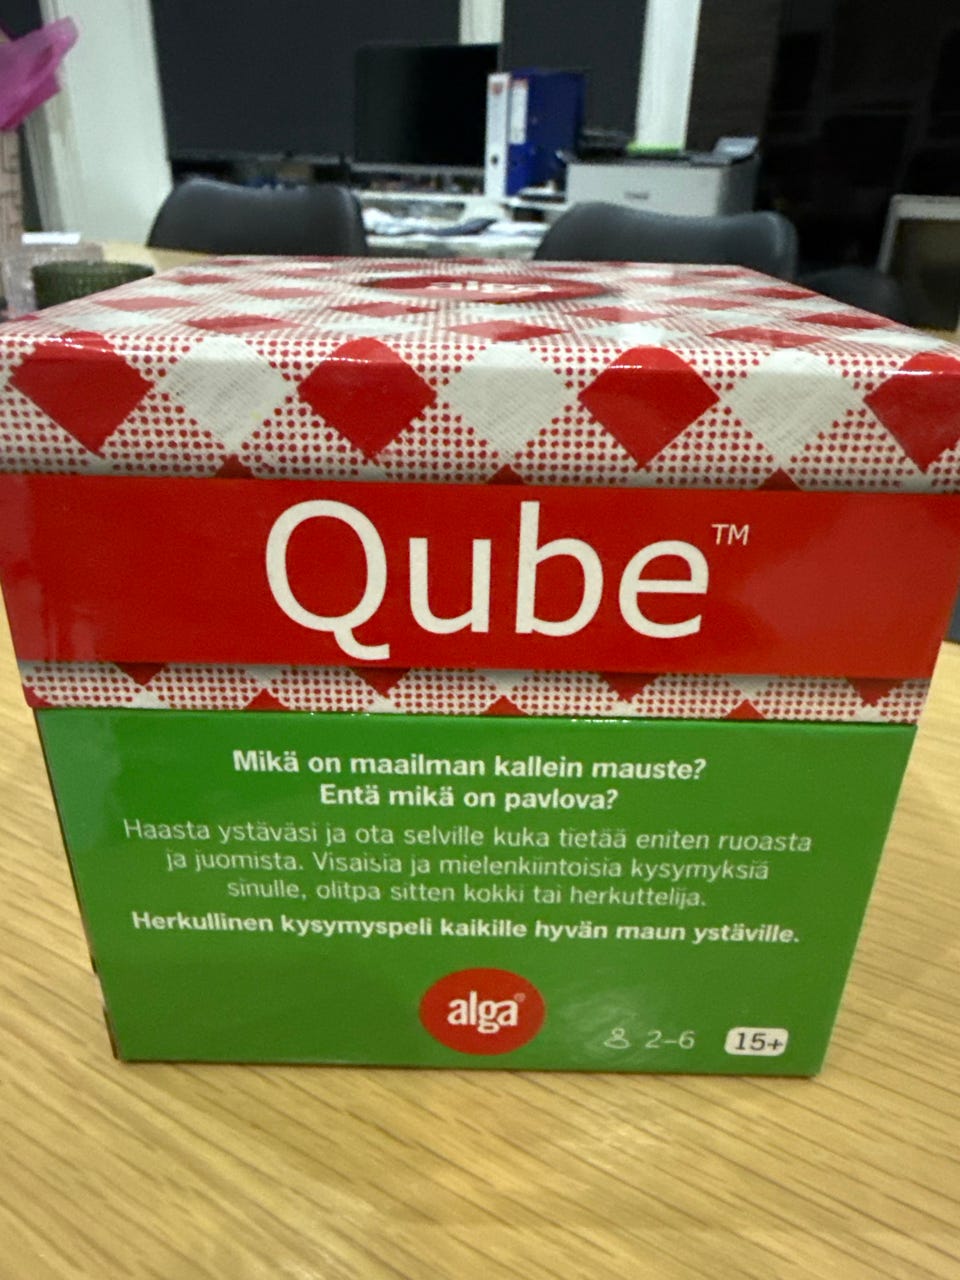 alga
Qube™
Mikä on maailman kallein mauste?
Entä mikä on pavlova?
Haasta ystäväsi ja ota selville kuka tietää eniten ruoasta
ja juomista. Visaisia ja mielenkiintoisia kysymyksiä
sinulle, olitpa sitten kokki tai herkuttelija.
Herkullinen kysymyspeli kaikille hyvän maun ystäville.
alga®
2–6 15+